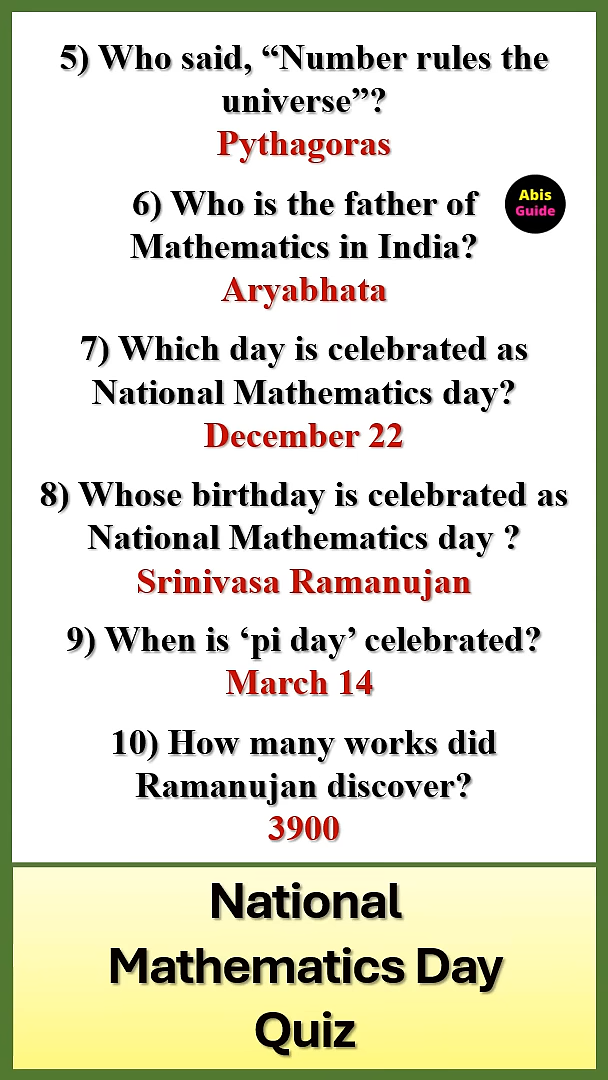 5) Who said, “Number rules the
universe”?
Pythagoras
6) Who is the father of
Mathematics in India?
Aryabhata
Abis
Guide
7) Which day is celebrated as
National Mathematics day?
December 22
8) Whose birthday is celebrated as
National Mathematics day ?
Srinivasa Ramanujan
9) When is ‘pi day’ celebrated?
March 14
10) How many works did
Ramanujan discover?
3900
National
Mathematics Day
Quiz